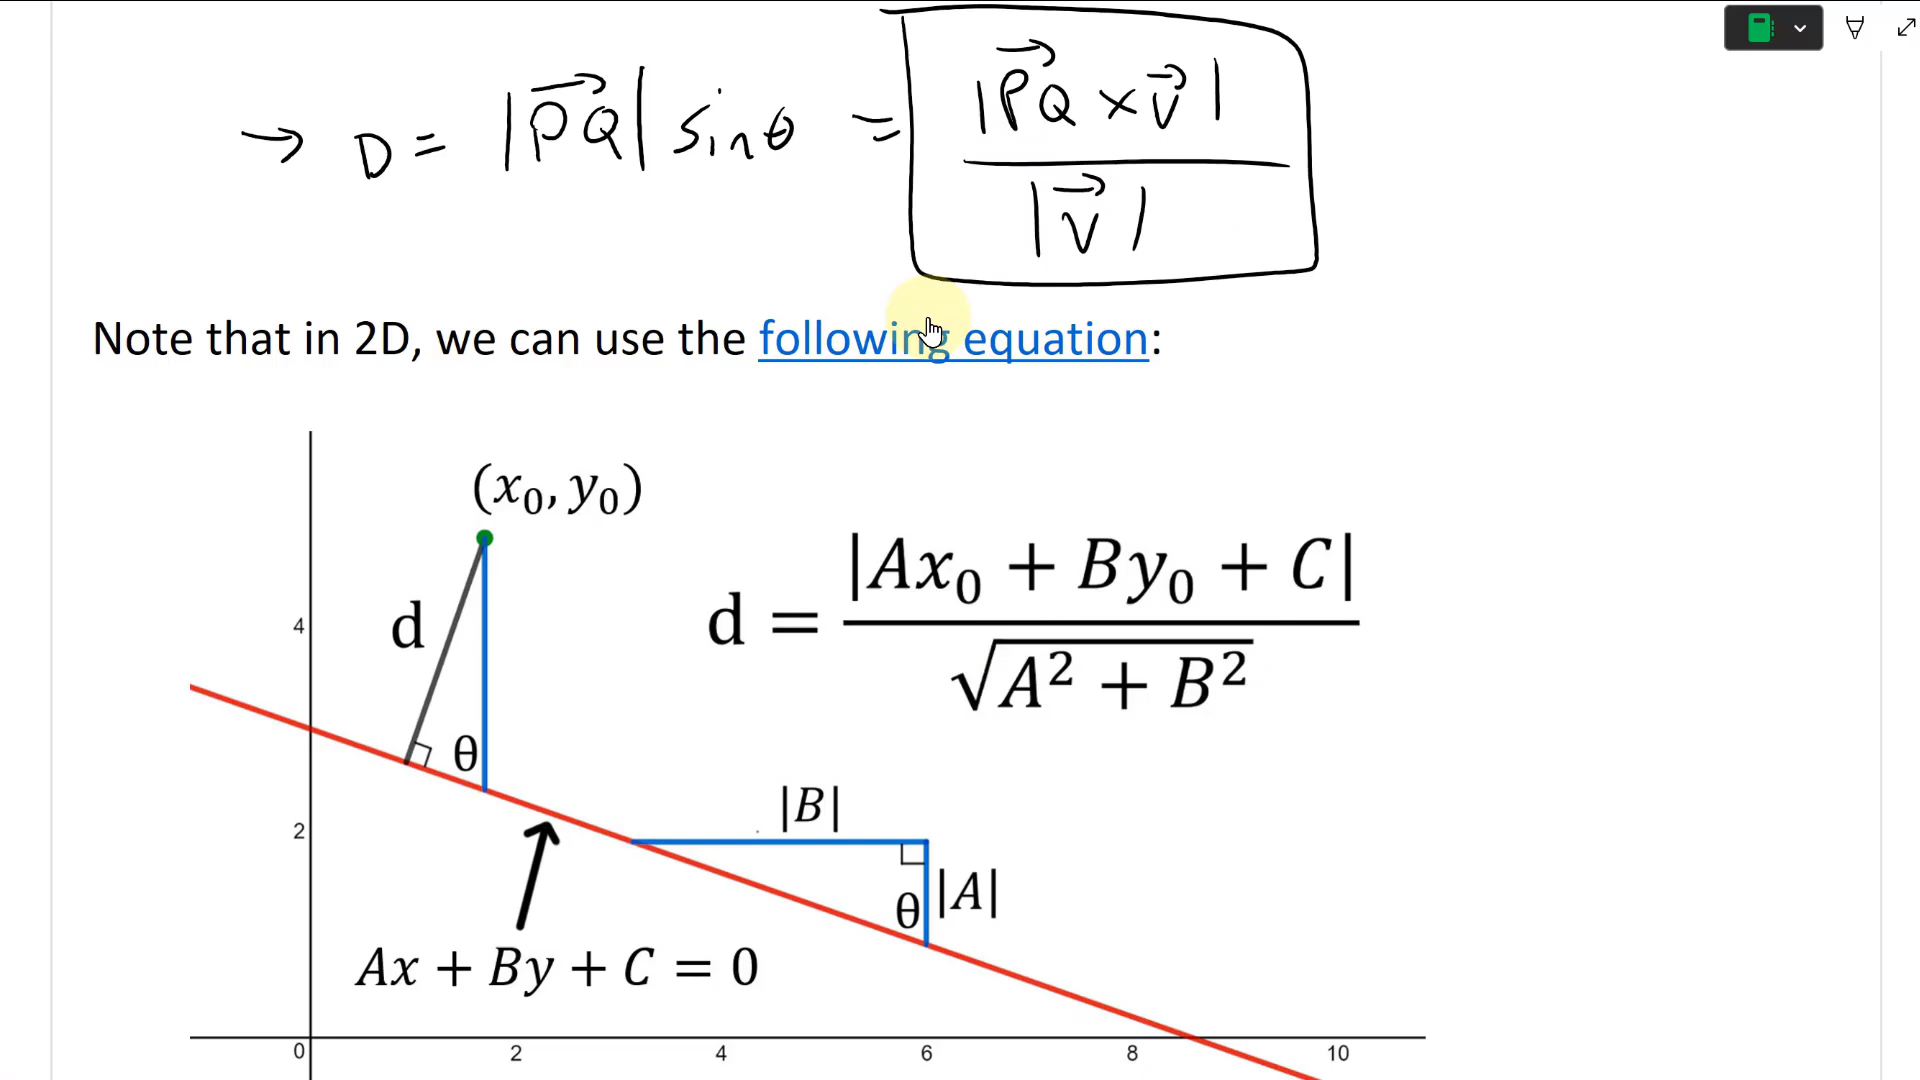 → D = |PQ⃗| sinθ = |PQ⃗ × v⃗| / |v⃗|
Note that in 2D, we can use the following equation:
(x₀, y₀)
d
d = |Ax₀ + By₀ + C| / √(A² + B²)
4
θ
2
|B|
|A|
θ
Ax + By + C = 0
0 2 4 6 8 10